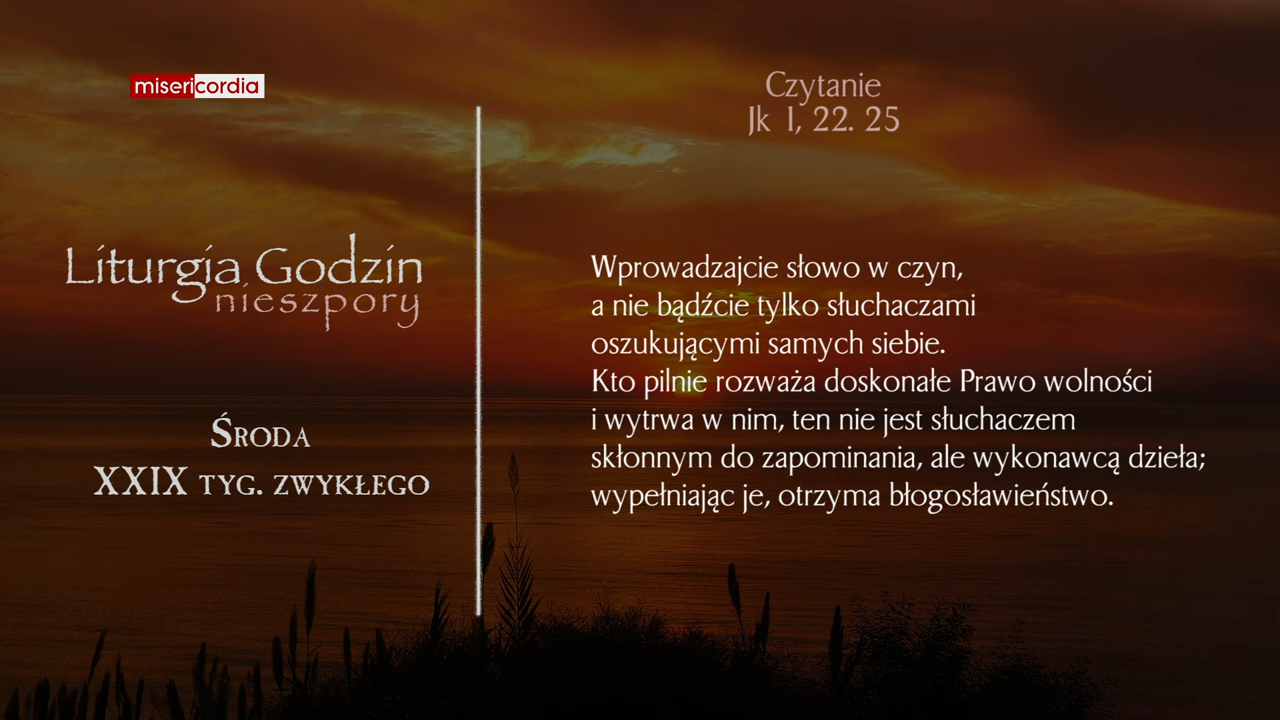 misericordia
Liturgia Godzin
nieszpory
Środa
XXIX tyg. zwykłego
Czytanie
Jk 1, 22. 25
Wprowadzajcie słowo w czyn,
a nie bądźcie tylko słuchaczami
oszukującymi samych siebie.
Kto pilnie rozważa doskonałe Prawo wolności
i wytrwa w nim, ten nie jest słuchaczem
skłonnym do zapominania, ale wykonawcą dzieła;
wypełniając je, otrzyma błogosławieństwo.